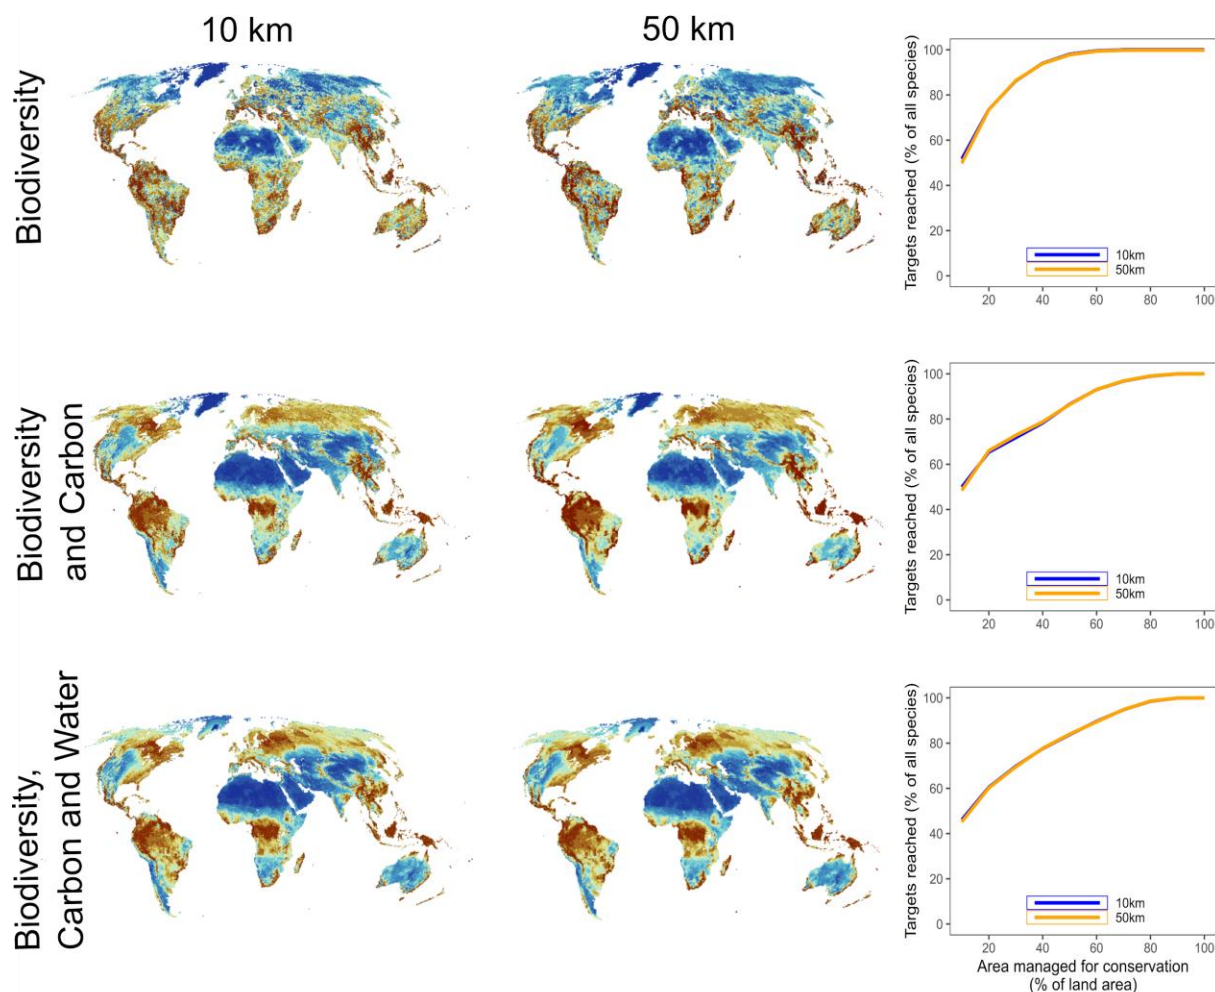 10 km
50 km
Biodiversity
Targets reached (% of all species)
100
80
60
40
20
0
10km
50km
20
40
60
80
100
Biodiversity
and Carbon
Targets reached (% of all species)
100
80
60
40
20
0
10km
50km
20
40
60
80
100
Biodiversity,
Carbon and Water
Targets reached (% of all species)
100
80
60
40
20
0
10km
50km
20
40
60
80
100
Area managed for conservation
(% of land area)